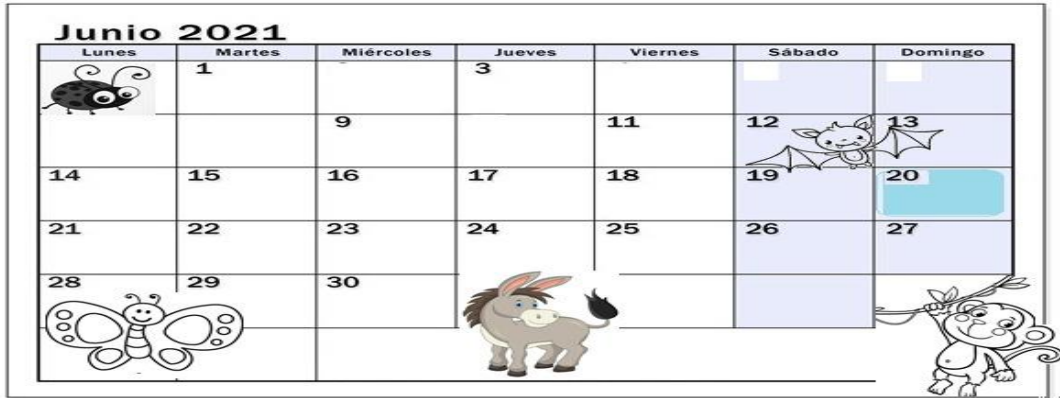 Junio 2021
Lunes Martes Miércoles Jueves Viernes Sábado Domingo
1 3
9 11 12 13
14 15 16 17 18 19 20
21 22 23 24 25 26 27
28 29 30